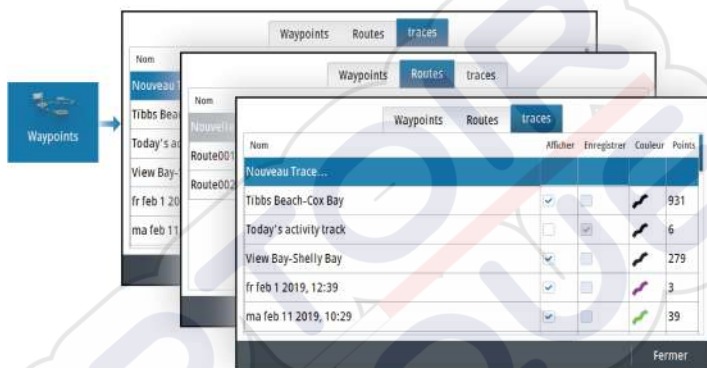 Waypoints
Waypoints Routes traces
Nom
Nouveau
Tibbs Bea
Today's a
View Bay-
fr feb 1 20
ma feb 11
Waypoints Routes traces
Nom
Nouvelle
Route001
Route002
Waypoints Routes traces
Nom Afficher Enregistrer Couleur Points
Nouveau Trace...
Tibbs Beach-Cox Bay 931
Today's activity track 6
View Bay-Shelly Bay 279
fr feb 1 2019, 12:39 3
ma feb 11 2019, 10:29 39
Fermer